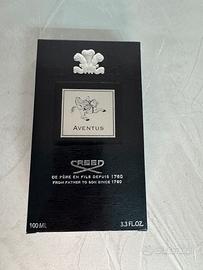 AVENTUS
CREED
DE PÈRE EN FILS DEPUIS 1760
FROM FATHER TO SON SINCE 1760
100 ML 3.3 FL.OZ.